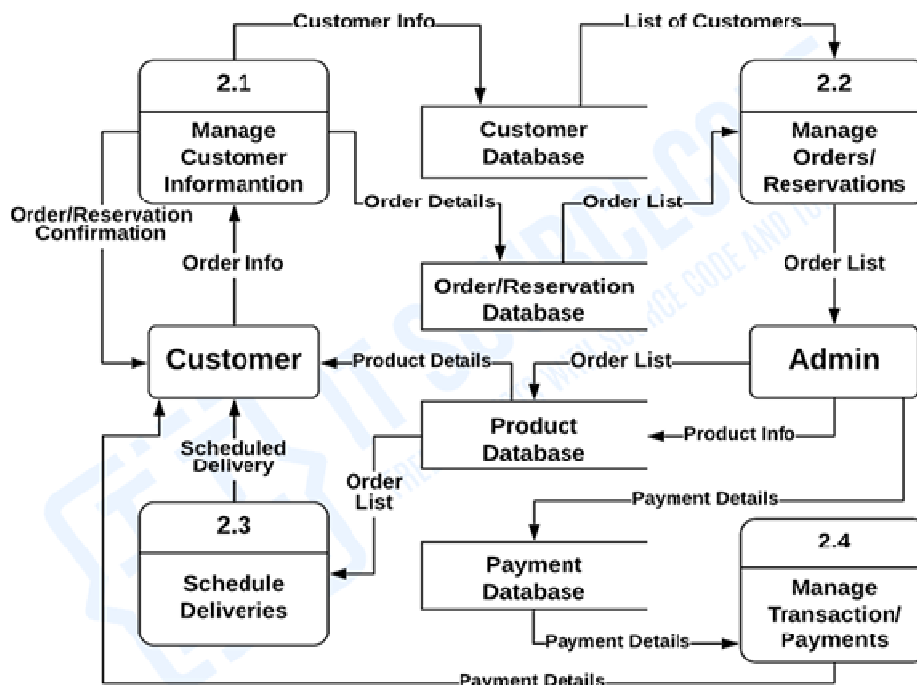 Customer Info
List of Customers
2.1
Manage
Customer
Informantion
2.2
Manage
Orders/
Reservations
Customer
Database
Order/Reservation
Confirmation
Order Details
Order List
Order Info
Order/Reservation
Database
Order List
Customer
Product Details
Order List
Admin
Scheduled
Delivery
Product
Database
Product Info
Order
List
2.3
Schedule
Deliveries
Payment Details
Payment
Database
2.4
Manage
Transaction/
Payments
Payment Details
Payment Details
IT SOURCECODE